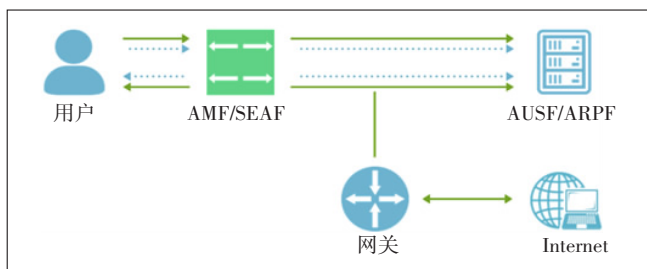 用户
AMF/SEAF
AUSF/ARPF
网关
Internet